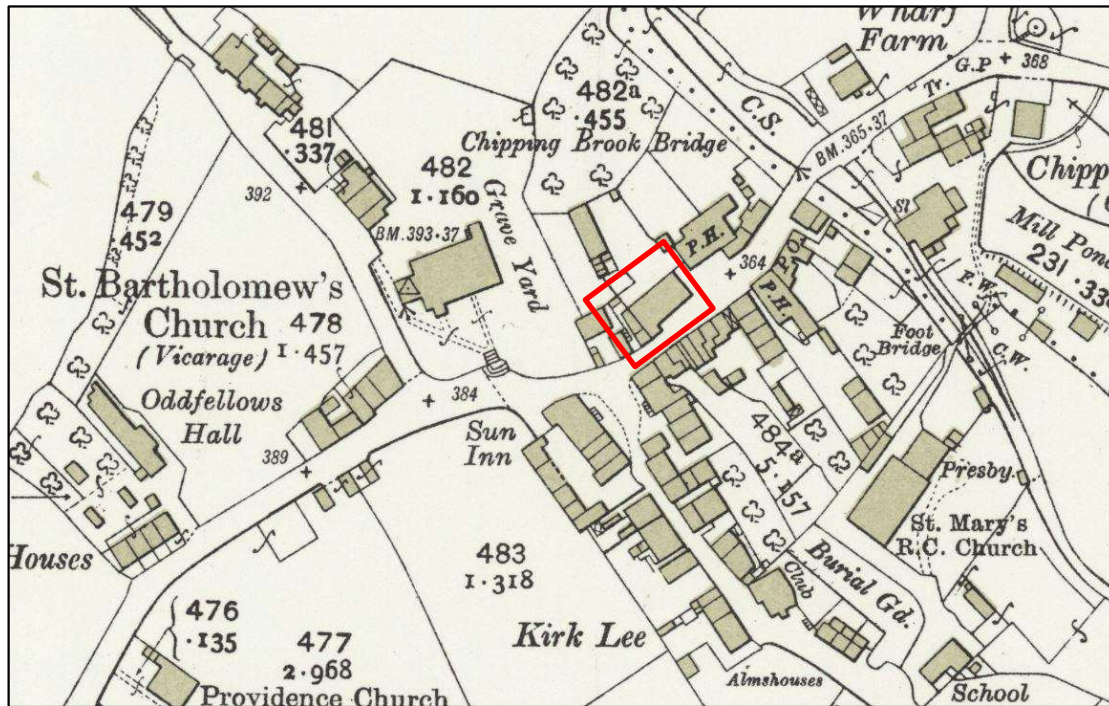 Wharf
Farm
G.P
368
Tr.
482a
.455
C.S.
481
.337
Chipping Brook Bridge
BM.365.37
392
482
1.160
Grave Yard
479
.452
BM.393.37
Sl
Chipp
Mill Pond
231
.33
P.H.
364
P.O.
P.H.
St. Bartholomew's
Church
(Vicarage)
478
1.457
F.W.
C.W.
Foot
Bridge
Oddfellows
Hall
384
Sun
Inn
389
484a
5.157
Presby.
St. Mary's
R.C. Church
Houses
483
1.318
Club
Burial Gd.
476
.135
477
2.968
Kirk Lee
Almshouses
Providence Church
School